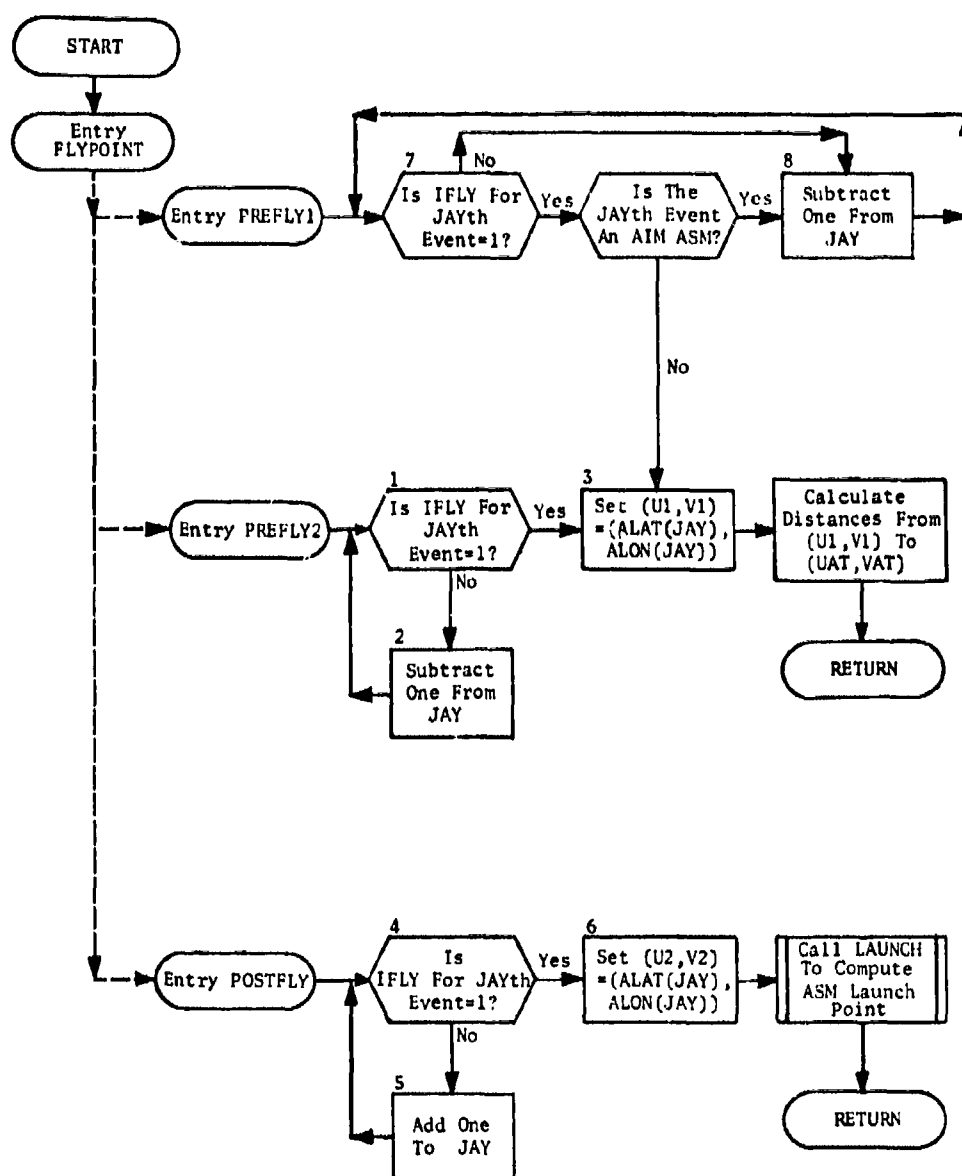 START
Entry
FLYPOINT
Entry PREFLY1
7
Is IFLY For
JAYth
Event=1?
No
Yes
Is The
JAYth Event
An AIM ASM?
Yes
8
Subtract
One From
JAY
No
Entry PREFLY2
1
Is IFLY For
JAYth
Event=1?
Yes
No
2
Subtract
One From
JAY
3
Set (U1,V1)
=(ALAT(JAY),
ALON(JAY))
Calculate
Distances From
(U1,V1) To
(UAT,VAT)
RETURN
Entry POSTFLY
4
Is
IFLY For JAYth
Event=1?
Yes
No
5
Add One
To JAY
6
Set (U2,V2)
=(ALAT(JAY),
ALON(JAY))
Call LAUNCH
To Compute
ASM Launch
Point
RETURN